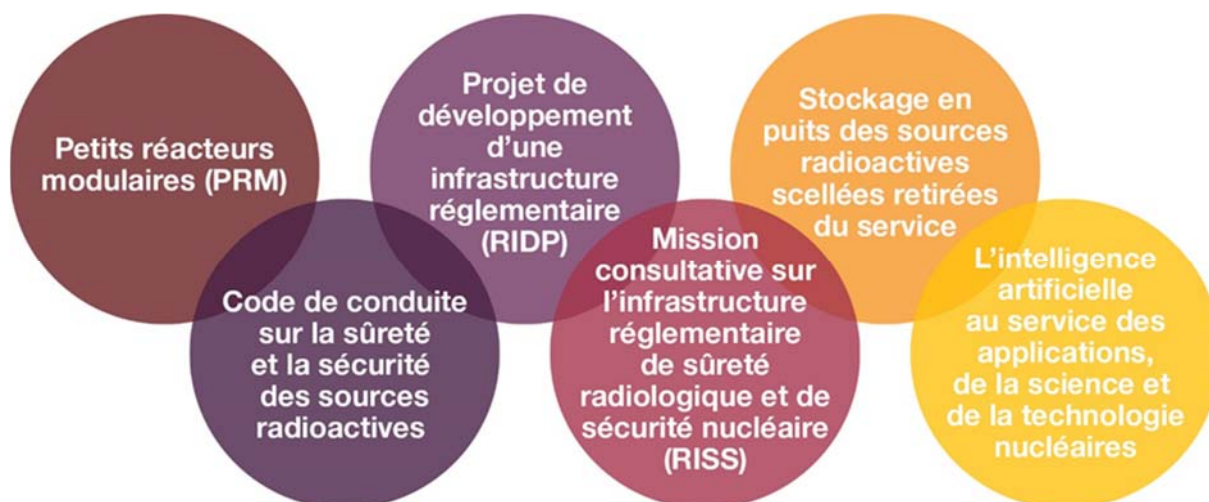 Petits réacteurs
modulaires (PRM)
Code de conduite
sur la sûreté
et la sécurité
des sources
radioactives
Projet de
développement
d’une
infrastructure
réglementaire
(RIDP)
Mission
consultative sur
l’infrastructure
réglementaire
de sûreté
radiologique et de
sécurité nucléaire
(RISS)
Stockage en
puits des sources
radioactives
scellées retirées
du service
L’intelligence
artificielle
au service des
applications,
de la science et
de la technologie
nucléaires